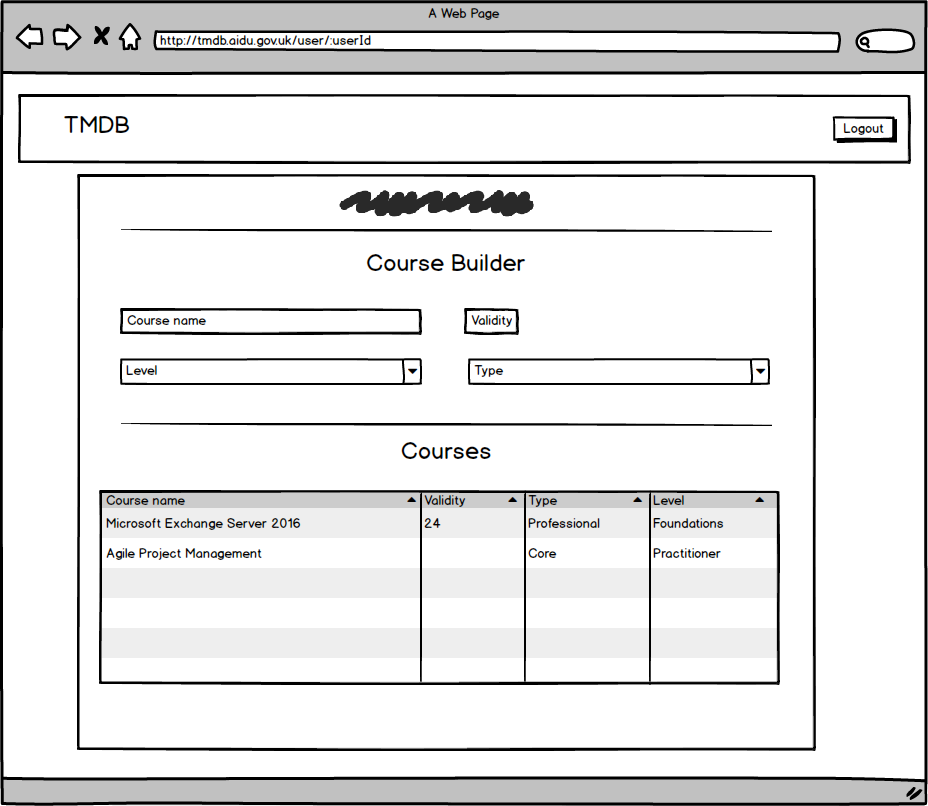 A Web Page
http://tmdb.aidu.gov.uk/user/:userId
TMDB
Logout
Course Builder
Course name
Validity
Level
Type
Courses
Course name Validity Type Level
Microsoft Exchange Server 2016 24 Professional Foundations
Agile Project Management Core Practitioner